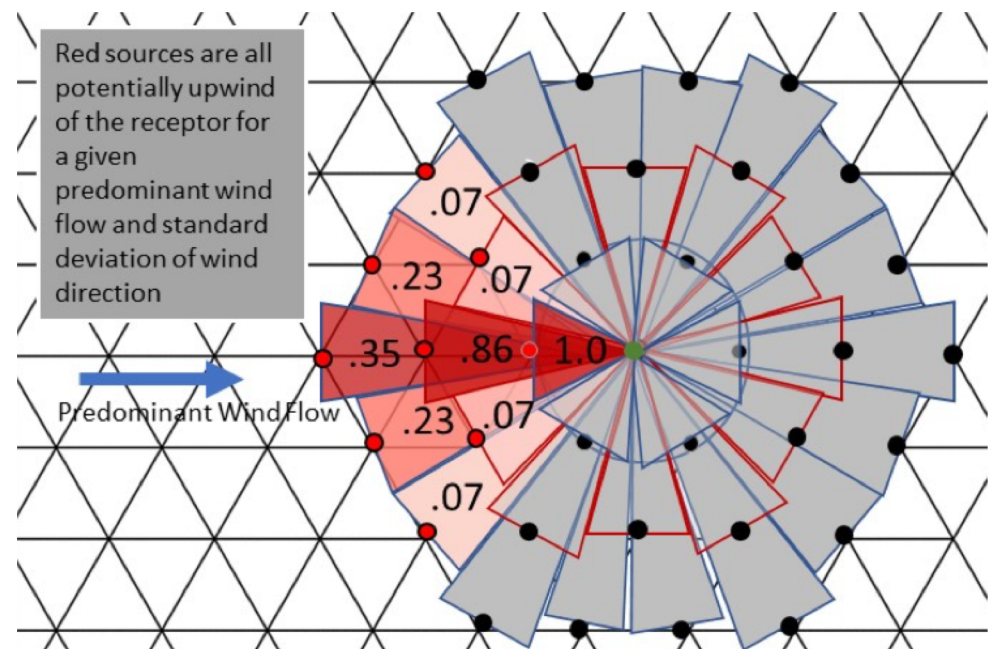 Red sources are all
potentially upwind
of the receptor for
a given
predominant wind
flow and standard
deviation of wind
direction
.07
.23
.07
.35
.86
1.0
Predominant Wind Flow
.23
.07
.07